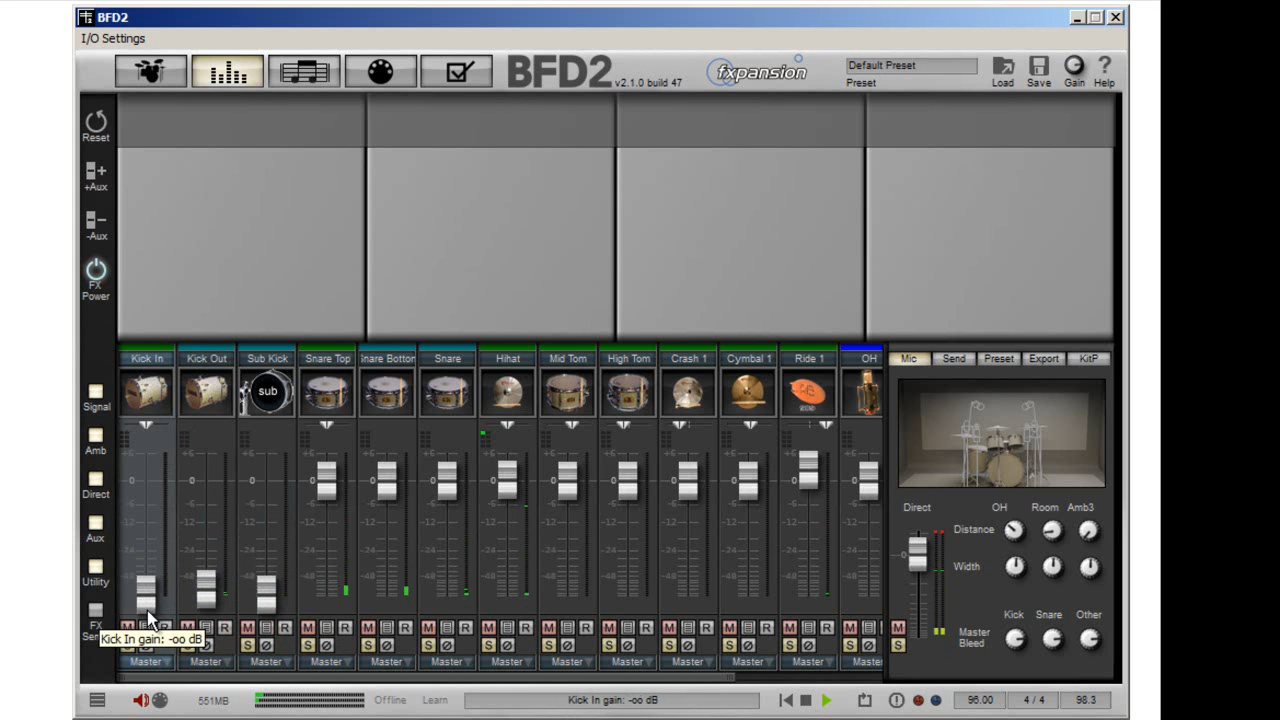 BFD2
I/O Settings
BFD2 v2.1.0 build 47
fxpansion
Default Preset
Preset
Load Save Gain Help
Reset
+Aux
-Aux
FX
Power
Kick In Kick Out Sub Kick Snare Top Snare Bottom Snare Hihat Mid Tom High Tom Crash 1 Cymbal 1 Ride 1 OH
Mic Send Preset Export KitP
sub
Signal
Amb
Direct
Aux
Utility
FX
Direct OH Room Amb3
Distance
Width
Kick Snare Other
Master
Bleed
Kick In gain: -oo dB
Master Master Master Master Master Master Master Master Master Master Master Master Master
551MB Offline Learn Kick In gain: -oo dB 96.00 4 / 4 98.3